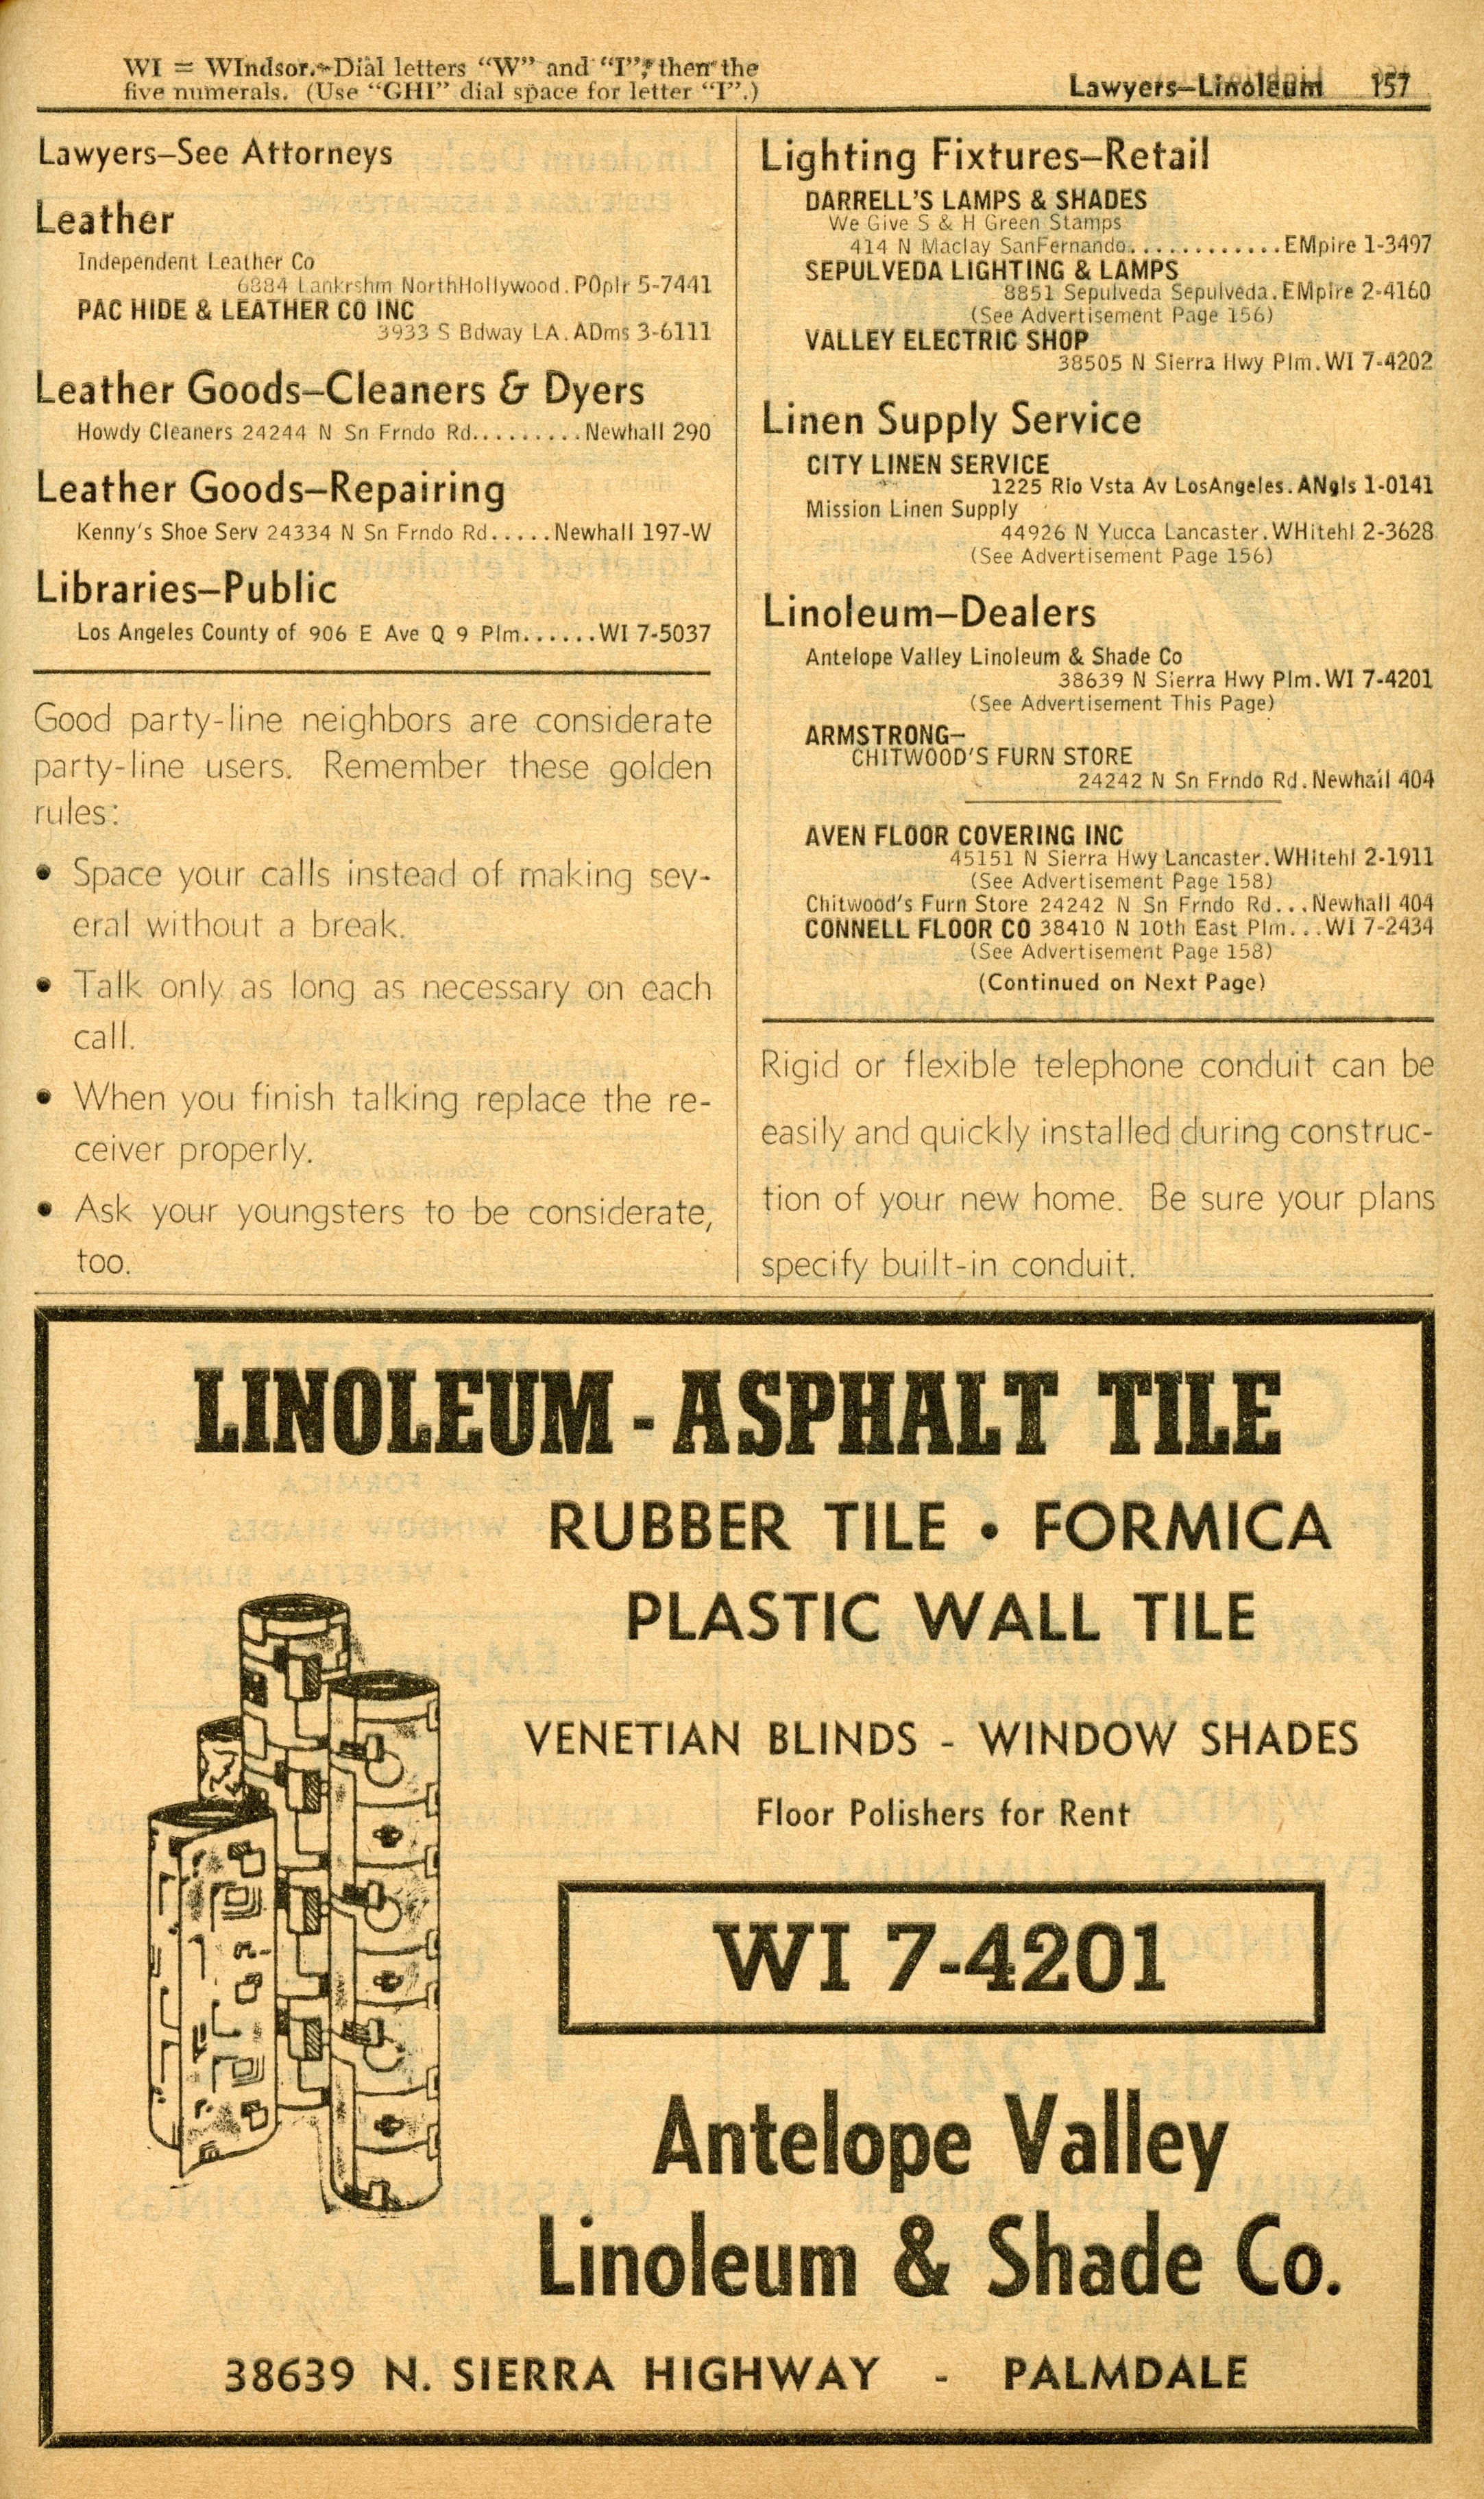 WI = WIndsor.—Dial letters “W” and “I”, then the
five numerals. (Use “GHI” dial space for letter “I”.)
Lawyers—Linoleum 157
Lawyers—See Attorneys
Leather
Independent Leather Co
6884 Lankrshm NorthHollywood.POplr 5-7441
PAC HIDE & LEATHER CO INC
3933 S Bdway LA.ADms 3-6111
Leather Goods—Cleaners & Dyers
Howdy Cleaners 24244 N Sn Frndo Rd.........Newhall 290
Leather Goods—Repairing
Kenny's Shoe Serv 24334 N Sn Frndo Rd.....Newhall 197-W
Libraries—Public
Los Angeles County of 906 E Ave Q 9 Plm......WI 7-5037
Good party-line neighbors are considerate
party-line users. Remember these golden
rules:
• Space your calls instead of making sev-
eral without a break.
• Talk only as long as necessary on each
call.
• When you finish talking replace the re-
ceiver properly.
• Ask your youngsters to be considerate,
too.
Lighting Fixtures—Retail
DARRELL'S LAMPS & SHADES
We Give S & H Green Stamps
414 N Maclay SanFernando............EMpire 1-3497
SEPULVEDA LIGHTING & LAMPS
8851 Sepulveda Sepulveda.EMpire 2-4160
(See Advertisement Page 156)
VALLEY ELECTRIC SHOP
38505 N Sierra Hwy Plm.WI 7-4202
Linen Supply Service
CITY LINEN SERVICE
1225 Rio Vsta Av LosAngeles.ANgls 1-0141
Mission Linen Supply
44926 N Yucca Lancaster.WHitehl 2-3628
(See Advertisement Page 156)
Linoleum—Dealers
Antelope Valley Linoleum & Shade Co
38639 N Sierra Hwy Plm.WI 7-4201
(See Advertisement This Page)
ARMSTRONG—
CHITWOOD'S FURN STORE
24242 N Sn Frndo Rd.Newhall 404
AVEN FLOOR COVERING INC
45151 N Sierra Hwy Lancaster.WHitehl 2-1911
(See Advertisement Page 158)
Chitwood's Furn Store 24242 N Sn Frndo Rd...Newhall 404
CONNELL FLOOR CO 38410 N 10th East Plm...WI 7-2434
(See Advertisement Page 158)
(Continued on Next Page)
Rigid or flexible telephone conduit can be
easily and quickly installed during construc-
tion of your new home. Be sure your plans
specify built-in conduit.
LINOLEUM - ASPHALT TILE
RUBBER TILE • FORMICA
PLASTIC WALL TILE
VENETIAN BLINDS - WINDOW SHADES
Floor Polishers for Rent
WI 7-4201
Antelope Valley
Linoleum & Shade Co.
38639 N. SIERRA HIGHWAY - PALMDALE